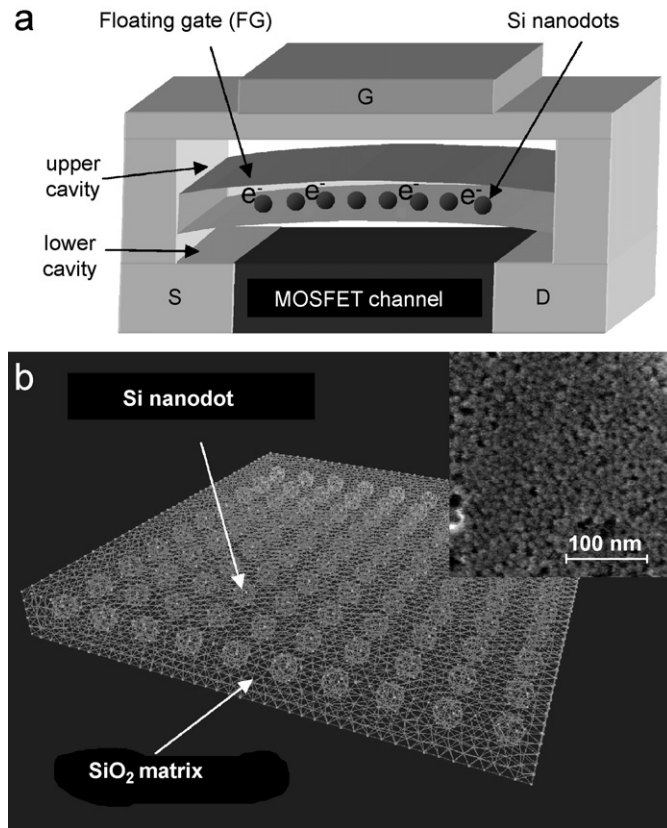 a
Floating gate (FG)
Si nanodots
G
upper
cavity
e- e- e- e-
lower
cavity
S
MOSFET channel
D
b
Si nanodot
100 nm
SiO₂ matrix